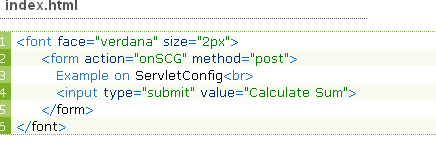 index.html
1 <font face="verdana" size="2px">
2 <form action="onSCG" method="post">
3 Example on ServletConfig<br>
4 <input type="submit" value="Calculate Sum">
5 </form>
6 </font>